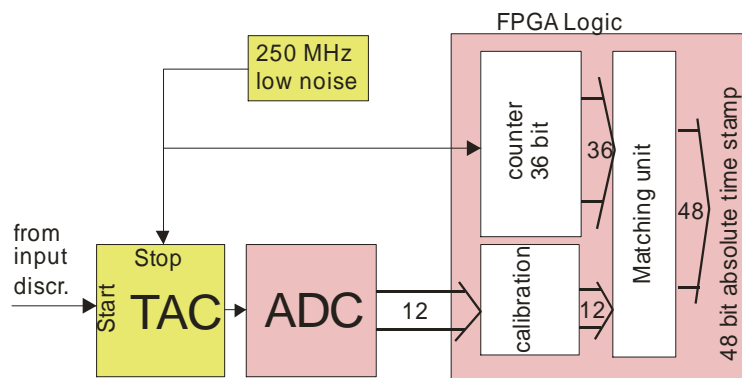 FPGA Logic
250 MHz
low noise
counter
36 bit
36
Matching unit
48
48 bit absolute time stamp
from
input
discr.
Stop
Start
TAC
ADC
12
calibration
12